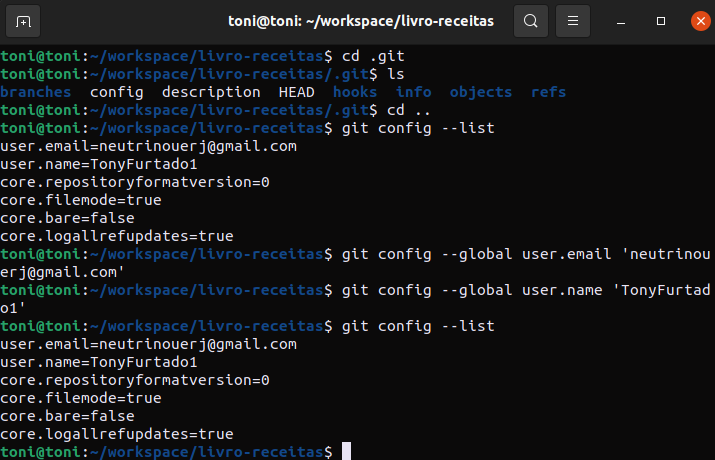 toni@toni: ~/workspace/livro-receitas
toni@toni:~/workspace/livro-receitas$ cd .git
toni@toni:~/workspace/livro-receitas/.git$ ls
branches  config  description  HEAD  hooks  info  objects  refs
toni@toni:~/workspace/livro-receitas/.git$ cd ..
toni@toni:~/workspace/livro-receitas$ git config --list
user.email=neutrinouerj@gmail.com
user.name=TonyFurtado1
core.repositoryformatversion=0
core.filemode=true
core.bare=false
core.logallrefupdates=true
toni@toni:~/workspace/livro-receitas$ git config --global user.email 'neutrinou
erj@gmail.com'
toni@toni:~/workspace/livro-receitas$ git config --global user.name 'TonyFurtad
o1'
toni@toni:~/workspace/livro-receitas$ git config --list
user.email=neutrinouerj@gmail.com
user.name=TonyFurtado1
core.repositoryformatversion=0
core.filemode=true
core.bare=false
core.logallrefupdates=true
toni@toni:~/workspace/livro-receitas$